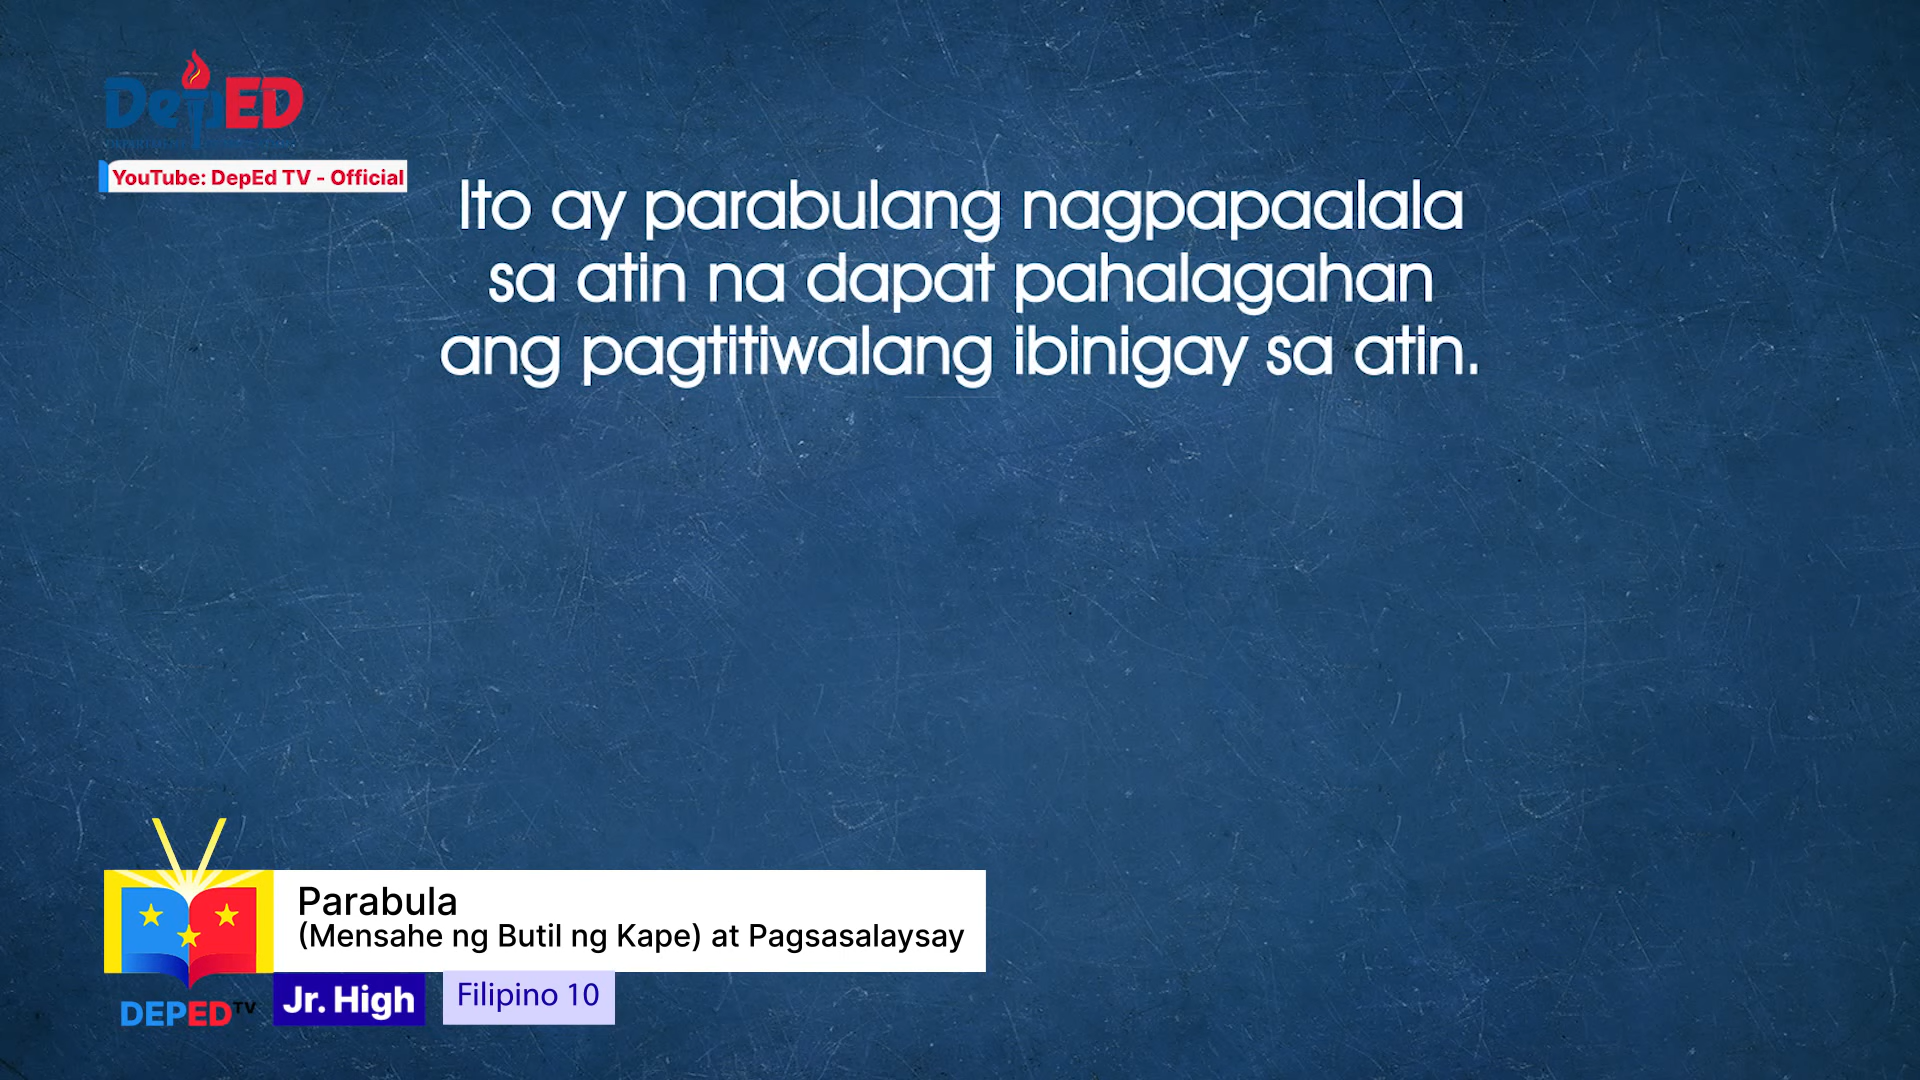 DepED
YouTube: DepEd TV - Official
Ito ay parabulang nagpapaalala
sa atin na dapat pahalagahan
ang pagtitiwalang ibinigay sa atin.
Parabula
(Mensahe ng Butil ng Kape) at Pagsasalaysay
DEPED TV
Jr. High
Filipino 10